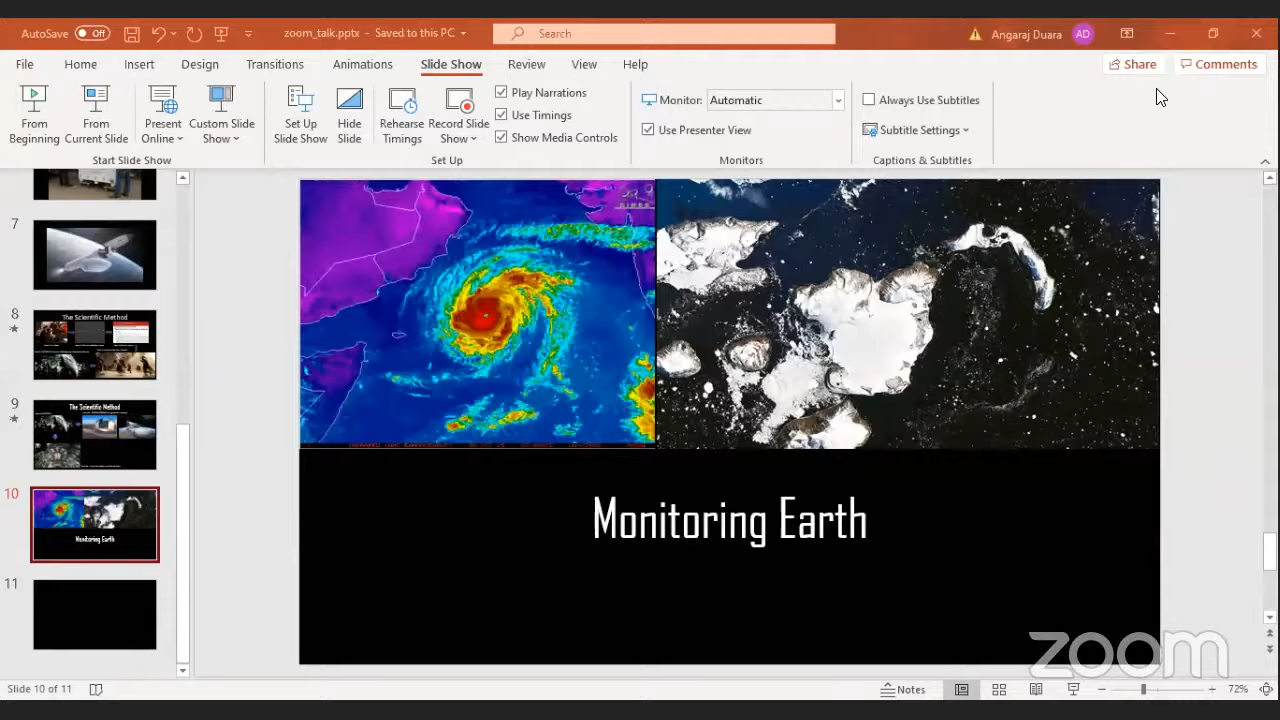 AutoSave Off zoom_talk.pptx - Saved to this PC Search Angaraj Duara AD
File Home Insert Design Transitions Animations Slide Show Review View Help Share Comments
From Beginning
From Current Slide
Present Online
Custom Slide Show
Set Up Slide Show
Hide Slide
Rehearse Timings
Record Slide Show
Play Narrations
Use Timings
Show Media Controls
Monitor: Automatic
Use Presenter View
Always Use Subtitles
Subtitle Settings
Start Slide Show Set Up Monitors Captions & Subtitles
7
8
The Scientific Method
9
The Scientific Method
10
Monitoring Earth
11
Monitoring Earth
zoom
Slide 10 of 11 Notes 72%